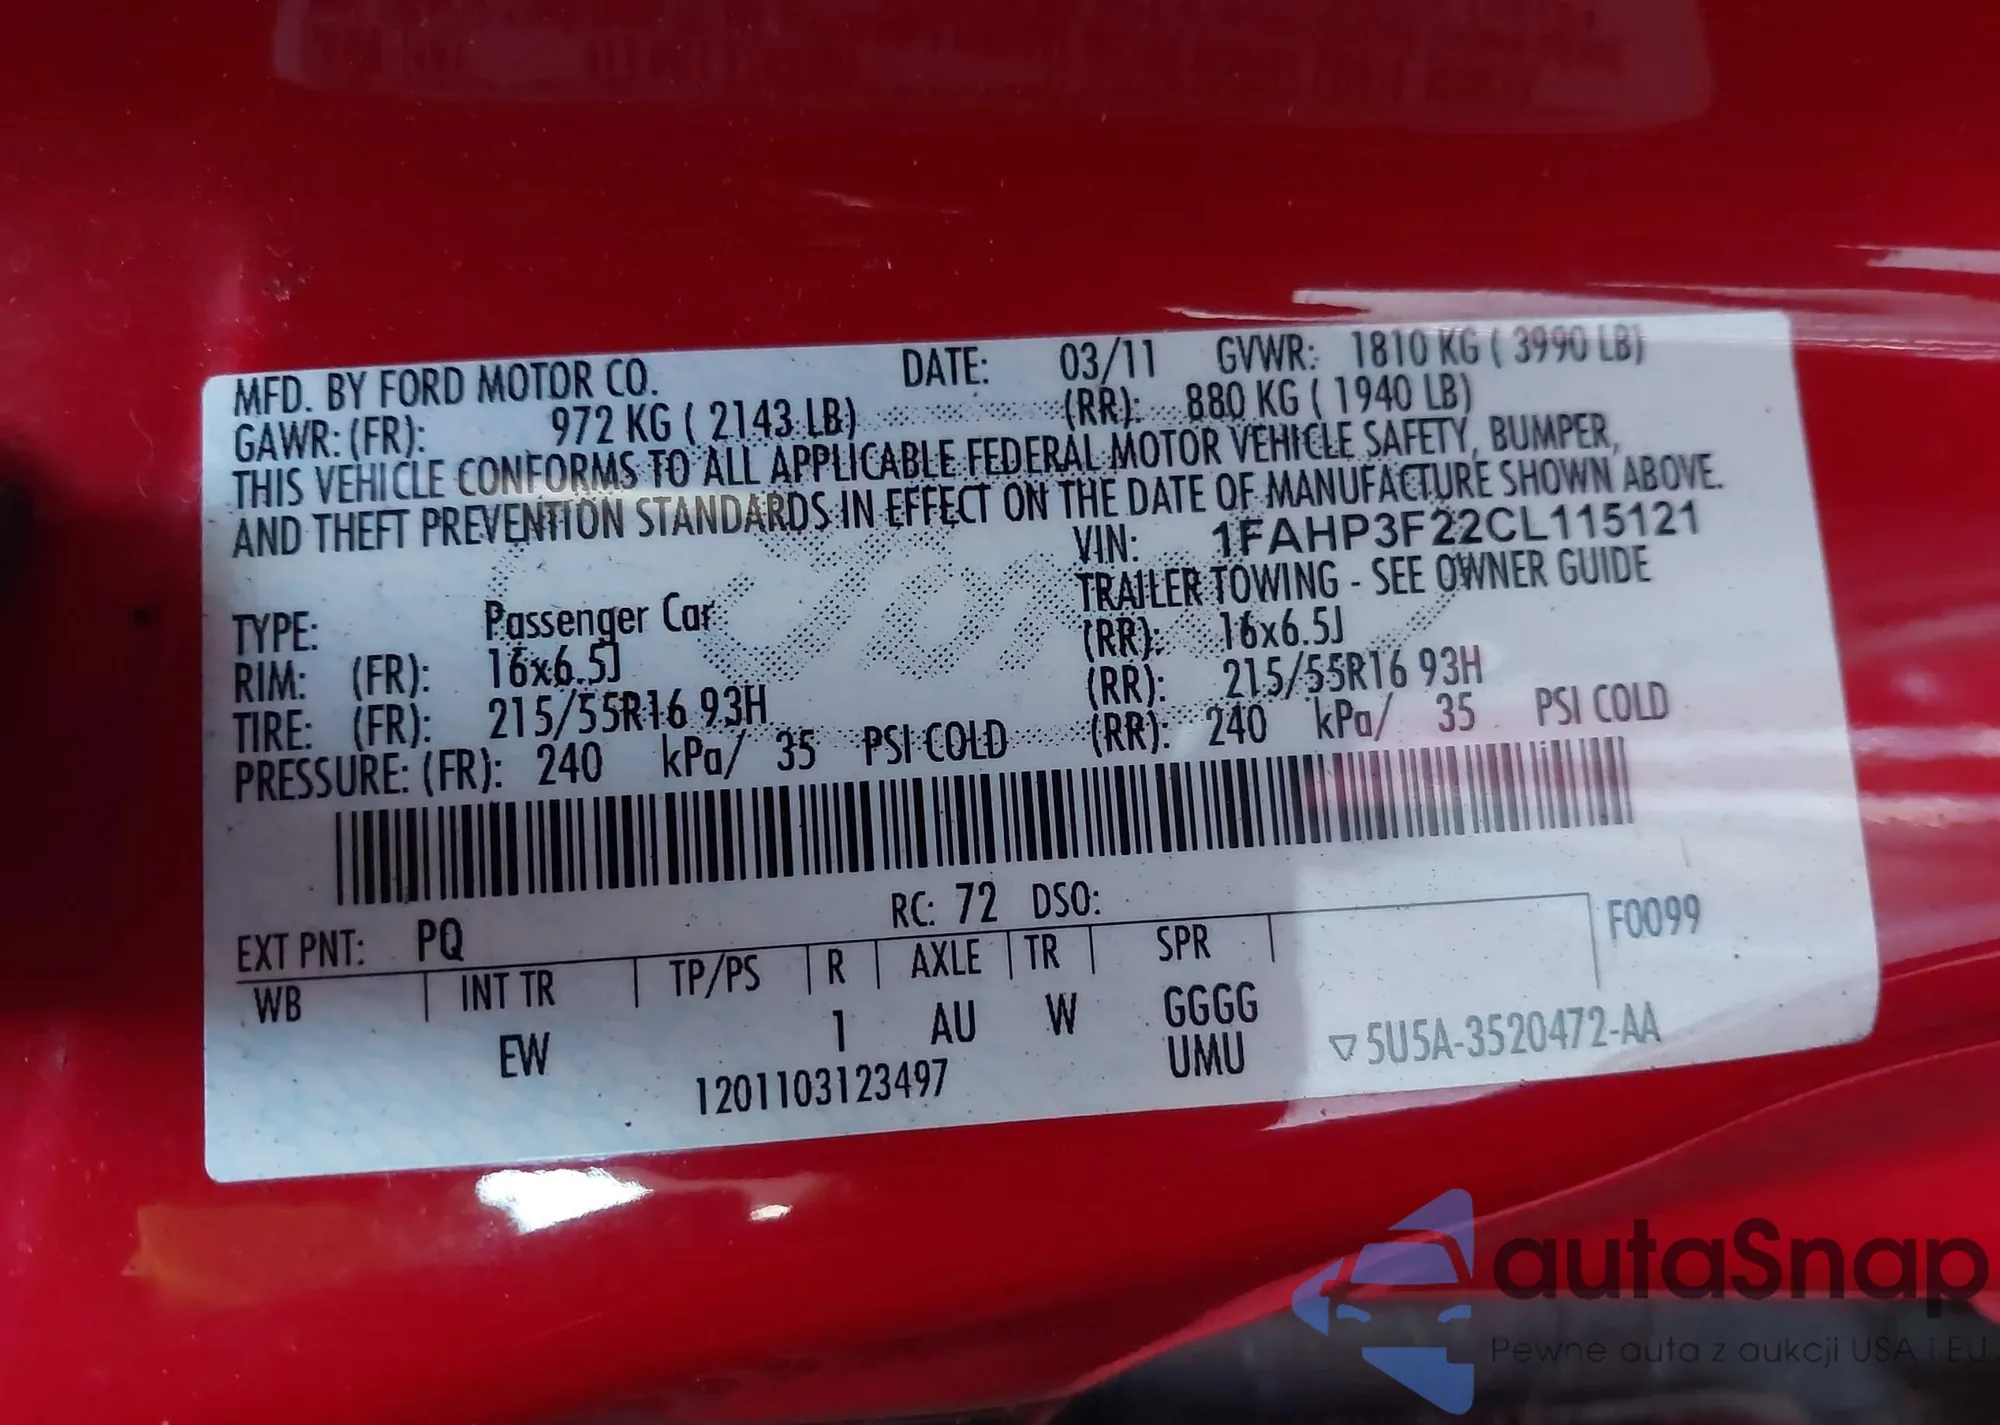 MFD. BY FORD MOTOR CO. DATE: 03/11 GVWR: 1810 KG ( 3990 LB)
GAWR: (FR): 972 KG ( 2143 LB) (RR): 880 KG ( 1940 LB)
THIS VEHICLE CONFORMS TO ALL APPLICABLE FEDERAL MOTOR VEHICLE SAFETY, BUMPER,
AND THEFT PREVENTION STANDARDS IN EFFECT ON THE DATE OF MANUFACTURE SHOWN ABOVE.
VIN: 1FAHP3F22CL115121
TRAILER TOWING - SEE OWNER GUIDE
TYPE: Passenger Car
RIM: (FR): 16x6.5J (RR): 16x6.5J
TIRE: (FR): 215/55R16 93H (RR): 215/55R16 93H
PRESSURE: (FR): 240 kPa/ 35 PSI COLD (RR): 240 kPa/ 35 PSI COLD
RC: 72 DSO:
EXT PNT: PQ F0099
WB INT TR TP/PS R AXLE TR SPR
EW 1 AU W GGGG
UMU
1201103123497
▽5U5A-3520472-AA
autaSnap
Pewne auta z aukcji USA i EU